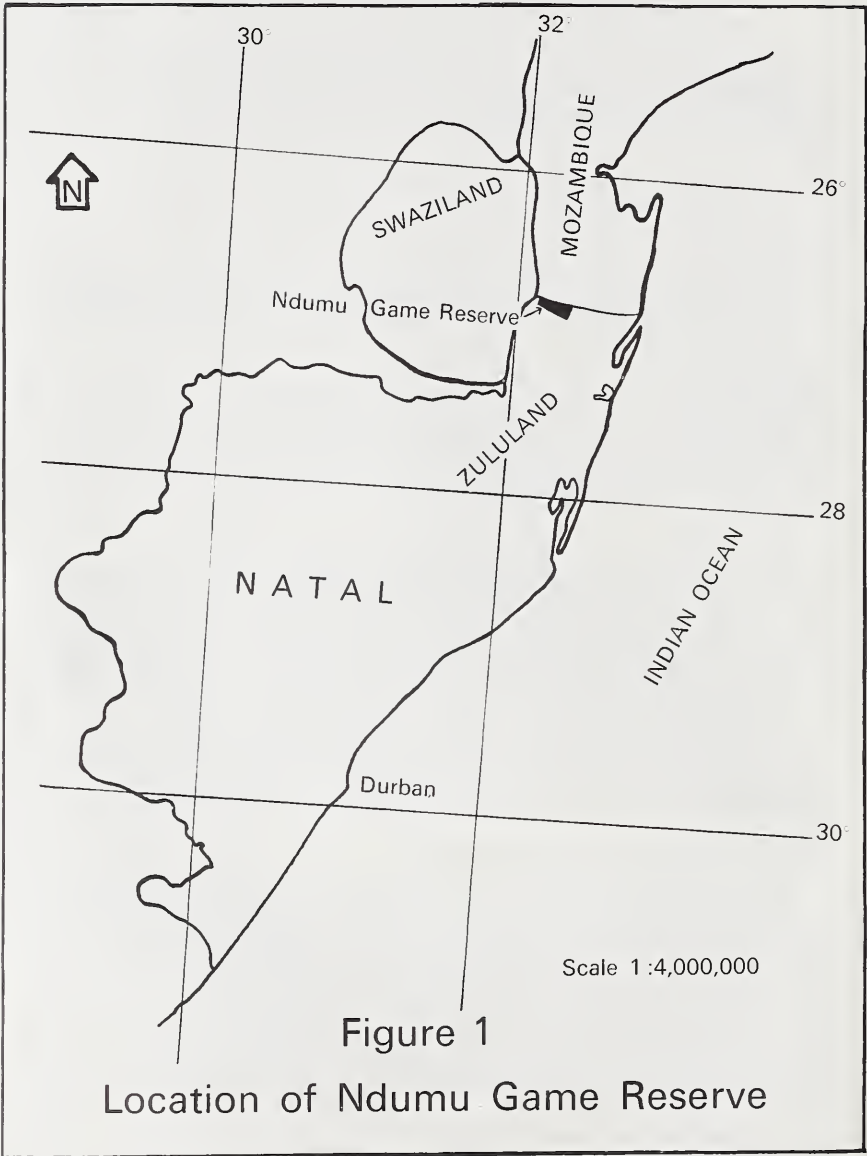 30°
32°
MOZAMBIQUE
26°
N
SWAZILAND
Ndumu Game Reserve
ZULULAND
28
NATAL
INDIAN OCEAN
Durban
30°
Scale 1:4,000,000
Figure 1
Location of Ndumu Game Reserve